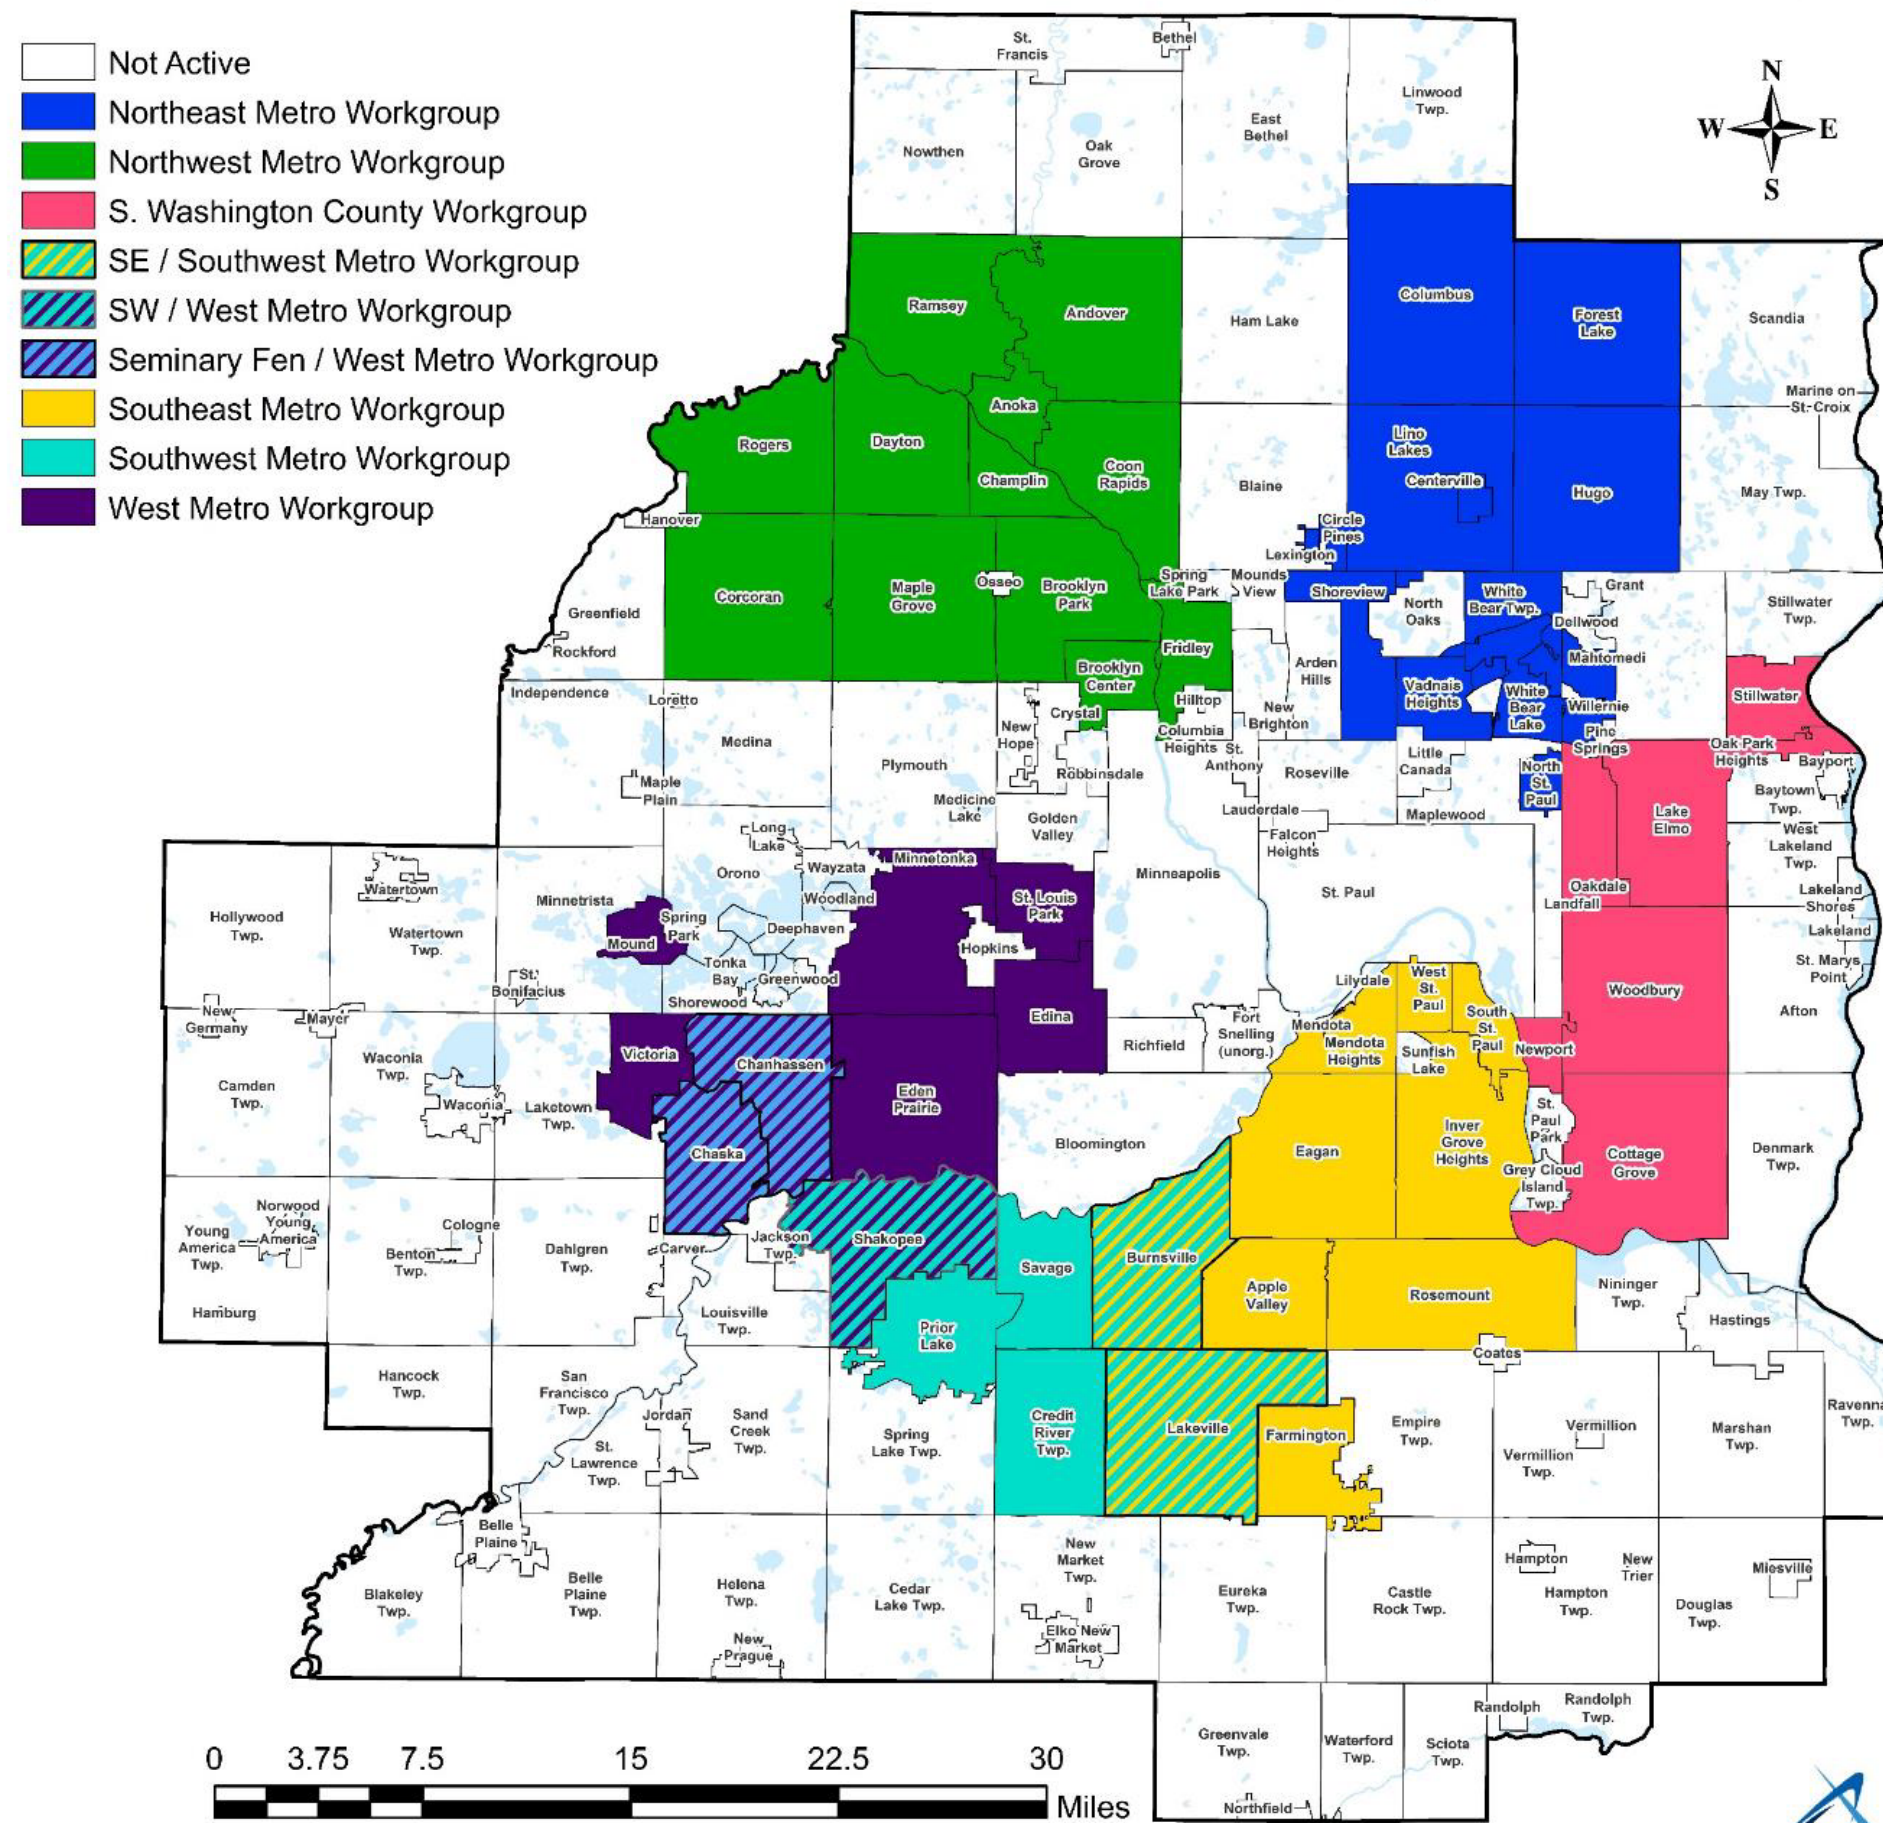 Not Active
Northeast Metro Workgroup
Northwest Metro Workgroup
S. Washington County Workgroup
SE / Southwest Metro Workgroup
SW / West Metro Workgroup
Seminary Fen / West Metro Workgroup
Southeast Metro Workgroup
Southwest Metro Workgroup
West Metro Workgroup
N
W
E
S
St.
Francis
Bethel
Linwood
Twp.
East
Bethel
Nowthen
Oak
Grove
Ramsey
Andover
Ham Lake
Columbus
Forest
Lake
Scandia
Marine on
St. Croix
Anoka
Rogers
Dayton
Champlin
Coon
Rapids
Blaine
Lino
Lakes
Centerville
Hugo
May Twp.
Hanover
Circle
Pines
Lexington
Greenfield
Rockford
Corcoran
Maple
Grove
Osseo
Brooklyn
Park
Spring
Lake Park
Mounds
View
Shoreview
North
Oaks
White
Bear Twp.
Grant
Dellwood
Stillwater
Twp.
Fridley
Brooklyn
Center
Arden
Hills
Mahtomedi
Vadnais
Heights
White
Bear
Lake
Willernie
Pine
Springs
Stillwater
Independence
Loretto
Medina
Maple
Plain
Plymouth
Medicine
Lake
New
Hope
Crystal
Robbinsdale
Hilltop
Columbia
Heights
St.
Anthony
New
Brighton
Roseville
Little
Canada
North
St.
Paul
Oak Park
Heights
Bayport
Baytown
Twp.
Golden
Valley
Lauderdale
Falcon
Heights
Maplewood
Lake
Elmo
West
Lakeland
Twp.
Long
Lake
Wayzata
Woodland
Minnetonka
Orono
Minnetrista
Watertown
Hollywood
Twp.
Watertown
Twp.
Mound
Spring
Park
Deephaven
Tonka
Bay
Greenwood
Shorewood
St. Louis
Park
Hopkins
Edina
Minneapolis
St. Paul
Oakdale
Landfall
Lakeland
Shores
Lakeland
St. Marys
Point
Woodbury
Afton
St.
Bonifacius
New
Germany
Mayer
Camden
Twp.
Waconia
Twp.
Waconia
Laketown
Twp.
Victoria
Chanhassen
Chaska
Eden
Prairie
Bloomington
Richfield
Fort
Snelling
(unorg.)
Lilydale
West
St.
Paul
South
St.
Paul
Mendota
Mendota
Heights
Sunfish
Lake
Newport
St.
Paul
Park
Grey Cloud
Island
Twp.
Cottage
Grove
Denmark
Twp.
Eagan
Inver
Grove
Heights
Young
America
Twp.
Norwood
Young
America
Hamburg
Cologne
Benton
Twp.
Dahlgren
Twp.
Carver
Jackson
Twp.
Louisville
Twp.
Shakopee
Prior
Lake
Savage
Burnsville
Apple
Valley
Rosemount
Nininger
Twp.
Hastings
Coates
Hancock
Twp.
San
Francisco
Twp.
Jordan
St.
Lawrence
Twp.
Sand
Creek
Twp.
Spring
Lake Twp.
Credit
River
Twp.
Lakeville
Farmington
Empire
Twp.
Vermillion
Vermillion
Twp.
Marshan
Twp.
Ravenna
Twp.
Belle
Plaine
Blakeley
Twp.
Belle
Plaine
Twp.
Helena
Twp.
New
Prague
Cedar
Lake Twp.
New
Market
Twp.
Elko New
Market
Eureka
Twp.
Castle
Rock Twp.
Hampton
New
Trier
Hampton
Twp.
Miesville
Douglas
Twp.
Randolph
Randolph
Twp.
Greenvale
Twp.
Waterford
Twp.
Sciota
Twp.
Northfield
0 3.75 7.5 15 22.5 30
Miles